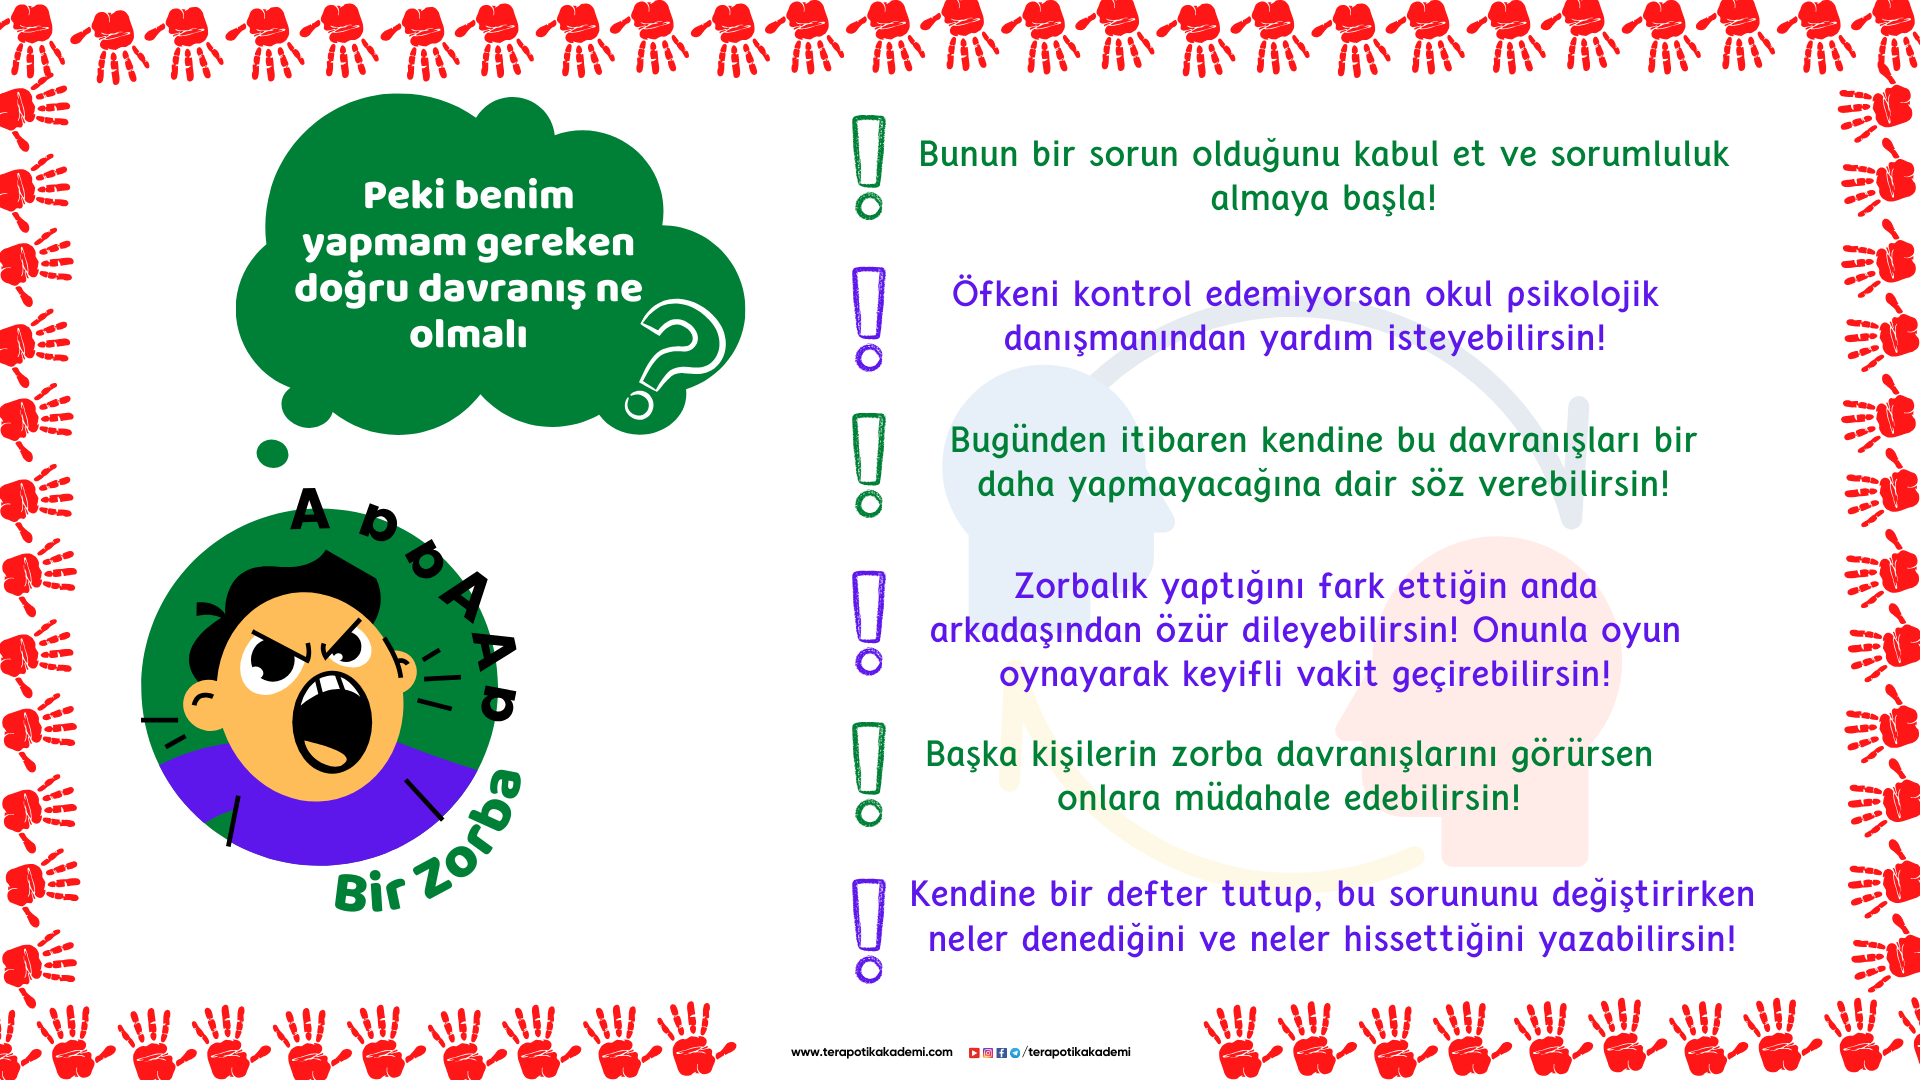 Peki benim
yapmam gereken
doğru davranış ne
olmalı
?
AbbAAb
Bir Zorba
Bunun bir sorun olduğunu kabul et ve sorumluluk
almaya başla!
Öfkeni kontrol edemiyorsan okul psikolojik
danışmanından yardım isteyebilirsin!
Bugünden itibaren kendine bu davranışları bir
daha yapmayacağına dair söz verebilirsin!
Zorbalık yaptığını fark ettiğin anda
arkadaşından özür dileyebilirsin! Onunla oyun
oynayarak keyifli vakit geçirebilirsin!
Başka kişilerin zorba davranışlarını görürsen
onlara müdahale edebilirsin!
Kendine bir defter tutup, bu sorununu değiştirirken
neler denediğini ve neler hissettiğini yazabilirsin!
www.terapotikakademi.com /terapotikakademi